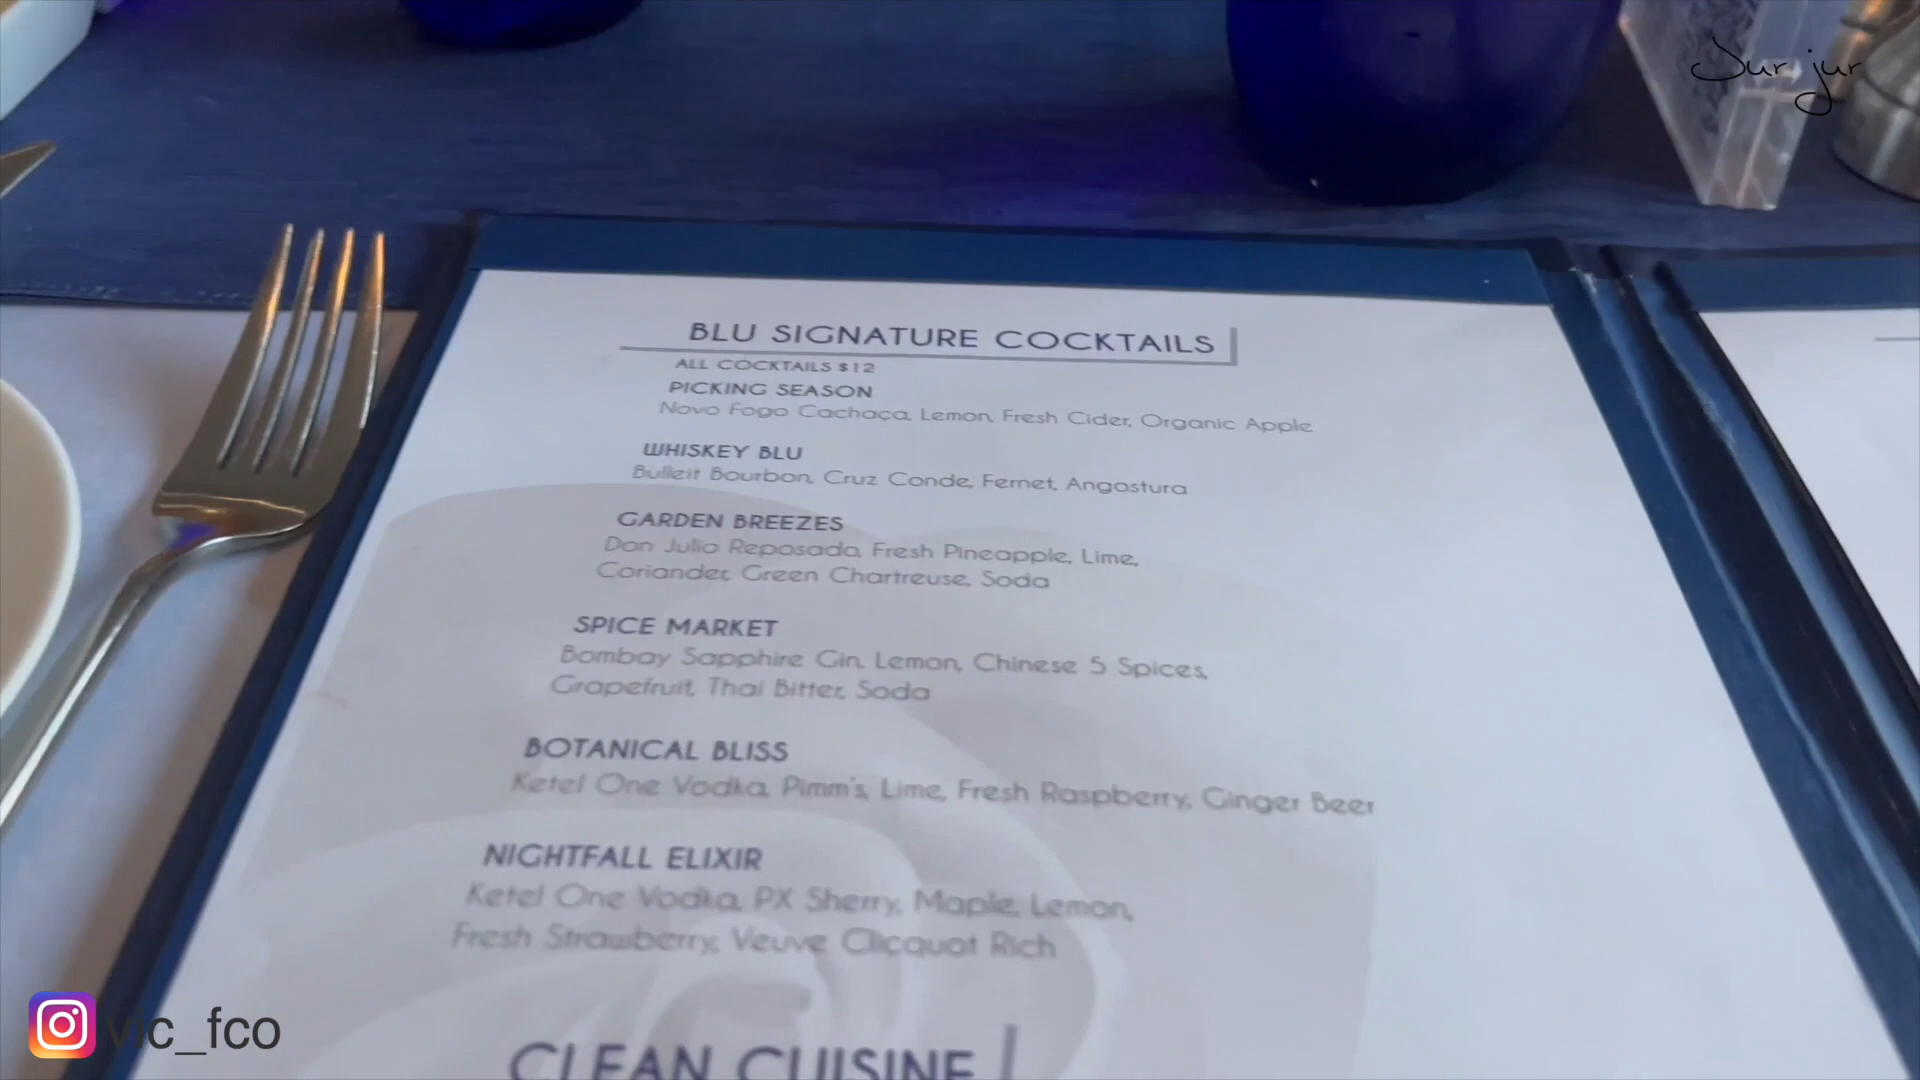 Jur jur
BLU SIGNATURE COCKTAILS
ALL COCKTAILS $12
PICKING SEASON
Novo Fogo Cachaça, Lemon, Fresh Cider, Organic Apple
WHISKEY BLU
Bulleit Bourbon, Cruz Conde, Fernet, Angostura
GARDEN BREEZES
Don Julio Reposado, Fresh Pineapple, Lime,
Coriander, Green Chartreuse, Soda
SPICE MARKET
Bombay Sapphire Gin, Lemon, Chinese 5 Spices,
Grapefruit, Thai Bitter, Soda
BOTANICAL BLISS
Ketel One Vodka, Pimm's, Lime, Fresh Raspberry, Ginger Beer
NIGHTFALL ELIXIR
Ketel One Vodka, PX Sherry, Maple, Lemon,
Fresh Strawberry, Veuve Clicquot Rich
CLEAN CUISINE
vic_fco